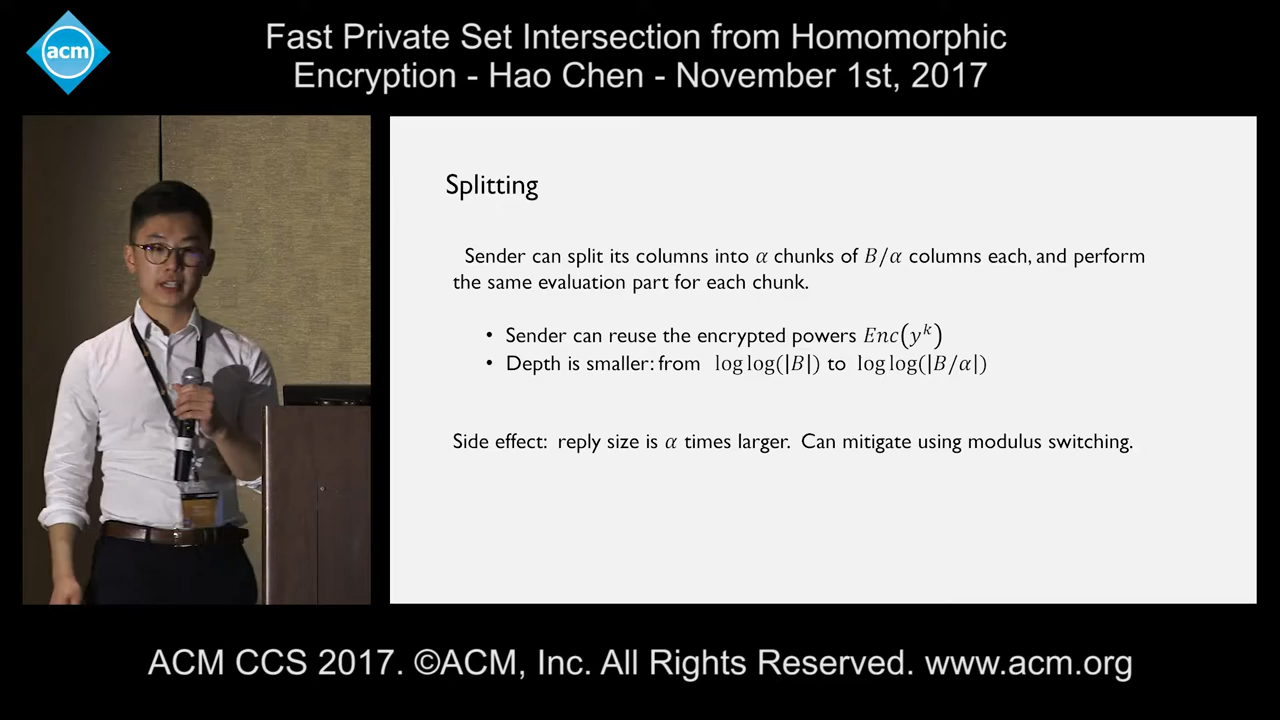 acm
Fast Private Set Intersection from Homomorphic
Encryption - Hao Chen - November 1st, 2017
Splitting
Sender can split its columns into α chunks of B/α columns each, and perform
the same evaluation part for each chunk.
• Sender can reuse the encrypted powers Enc(y^k)
• Depth is smaller: from log log(|B|) to log log(|B/α|)
Side effect: reply size is α times larger. Can mitigate using modulus switching.
ACM CCS 2017. ©ACM, Inc. All Rights Reserved. www.acm.org